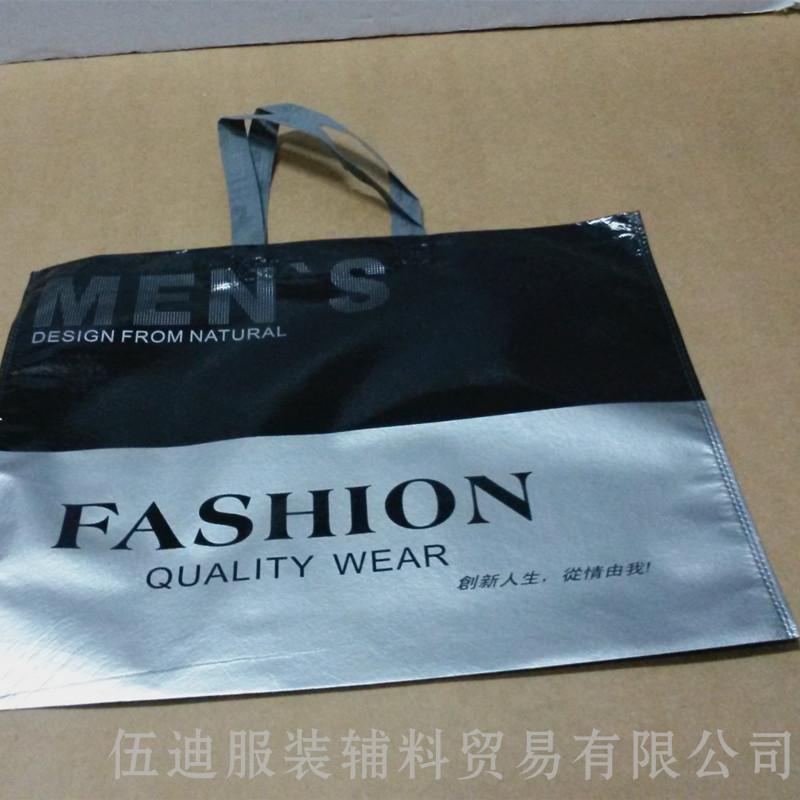 MEN`S
DESIGN FROM NATURAL
FASHION
QUALITY WEAR
創新人生，從情由我!
伍迪服装辅料贸易有限公司